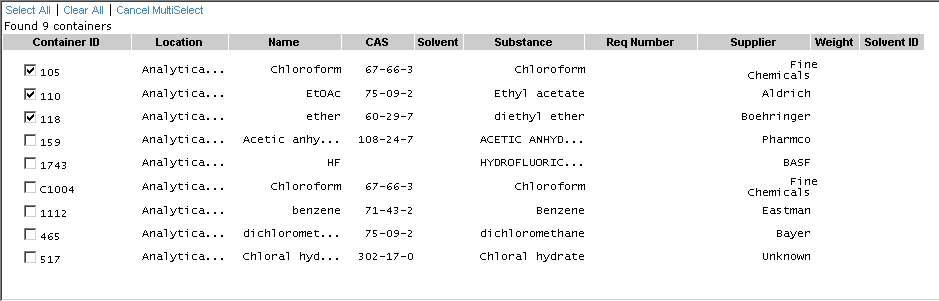 Select All | Clear All | Cancel MultiSelect
Found 9 containers
Container ID Location Name CAS Solvent Substance Req Number Supplier Weight Solvent ID
105 Analytica... Chloroform 67-66-3 Chloroform Fine Chemicals
110 Analytica... EtOAc 75-09-2 Ethyl acetate Aldrich
118 Analytica... ether 60-29-7 diethyl ether Boehringer
159 Analytica... Acetic anhy... 108-24-7 ACETIC ANHYD... Pharmco
1743 Analytica... HF HYDROFLUORIC... BASF
C1004 Analytica... Chloroform 67-66-3 Chloroform Fine Chemicals
1112 Analytica... benzene 71-43-2 Benzene Eastman
465 Analytica... dichloromet... 75-09-2 dichloromethane Bayer
517 Analytica... Chloral hyd... 302-17-0 Chloral hydrate Unknown